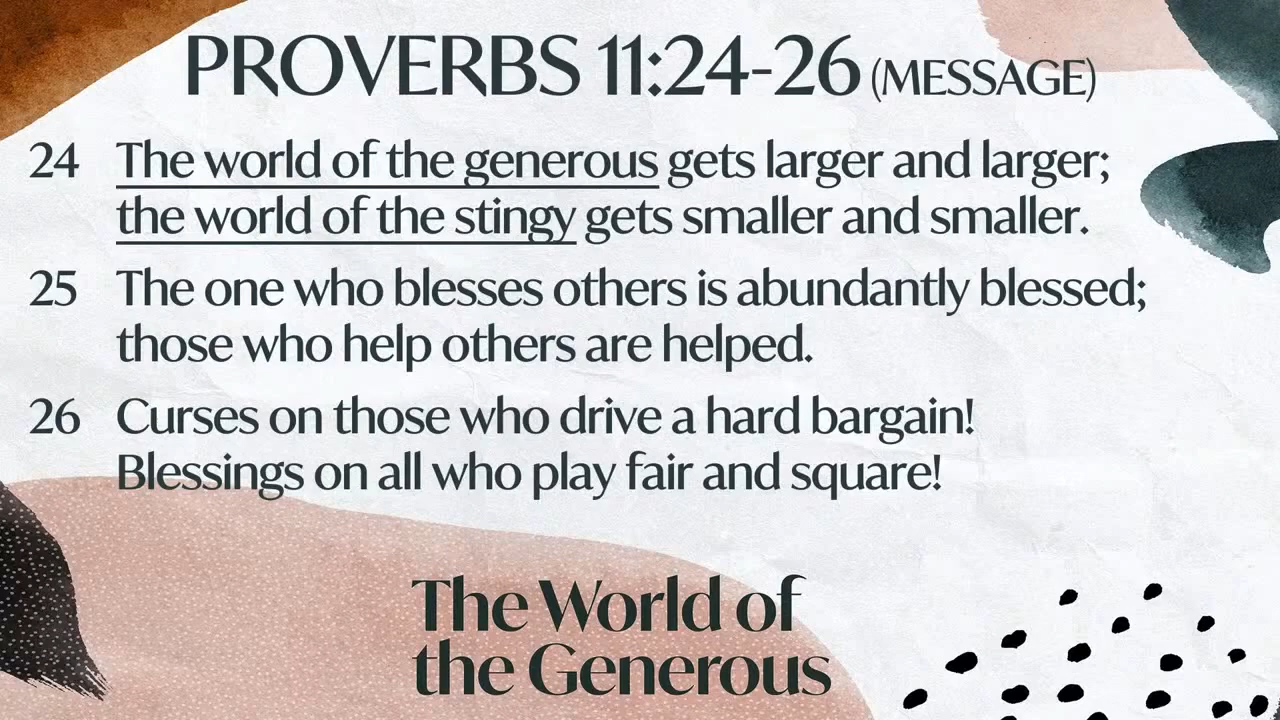 PROVERBS 11:24-26 (MESSAGE)
24 The world of the generous gets larger and larger;
the world of the stingy gets smaller and smaller.
25 The one who blesses others is abundantly blessed;
those who help others are helped.
26 Curses on those who drive a hard bargain!
Blessings on all who play fair and square!
The World of
the Generous